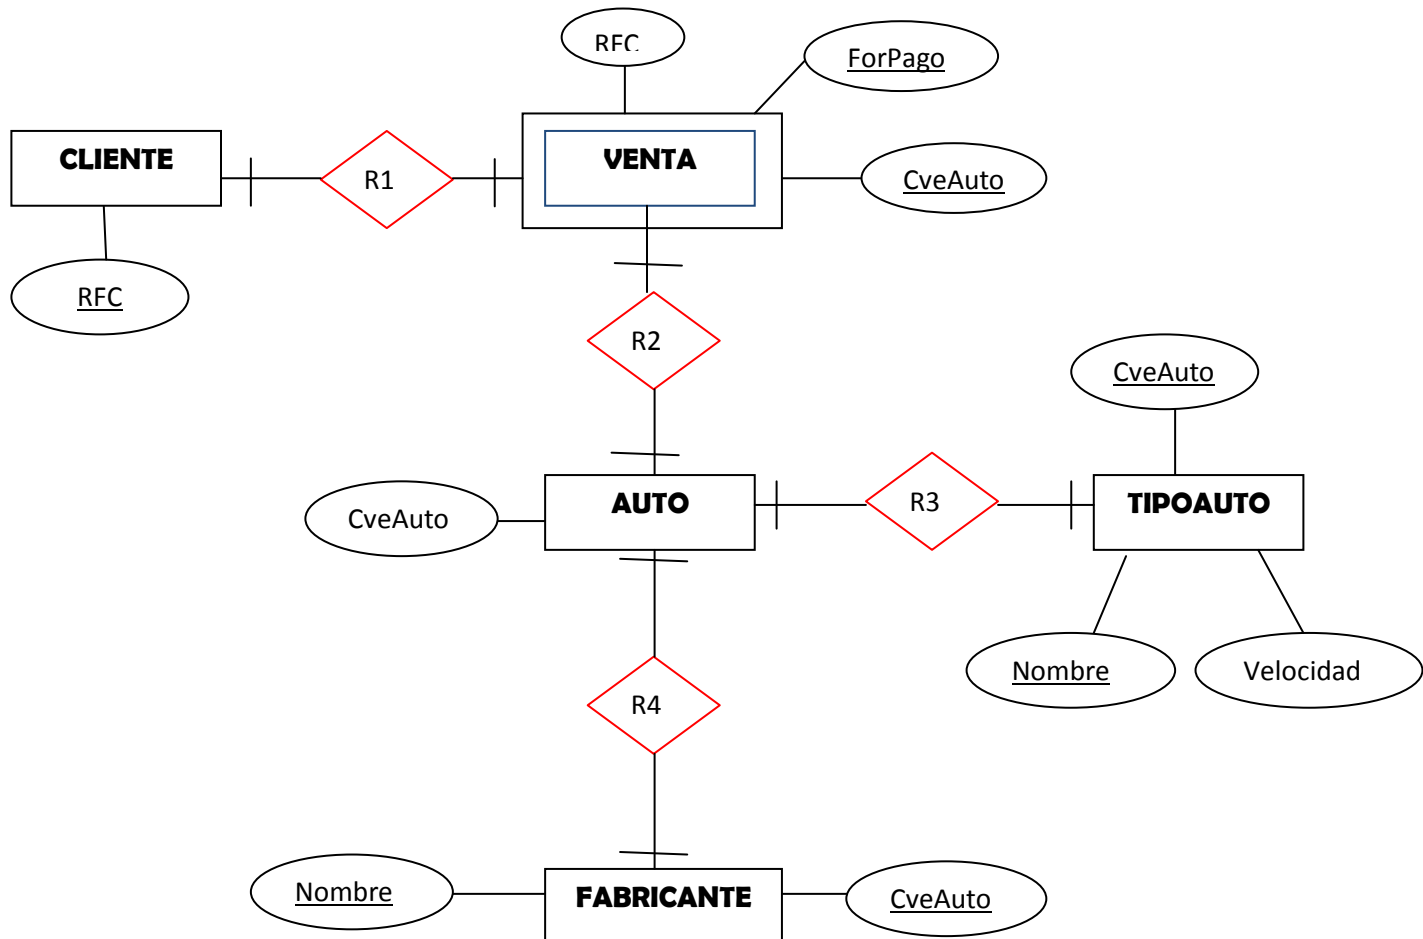 RFC
ForPago
CLIENTE
R1
VENTA
CveAuto
RFC
R2
CveAuto
CveAuto
AUTO
R3
TIPOAUTO
Nombre
Velocidad
R4
Nombre
FABRICANTE
CveAuto